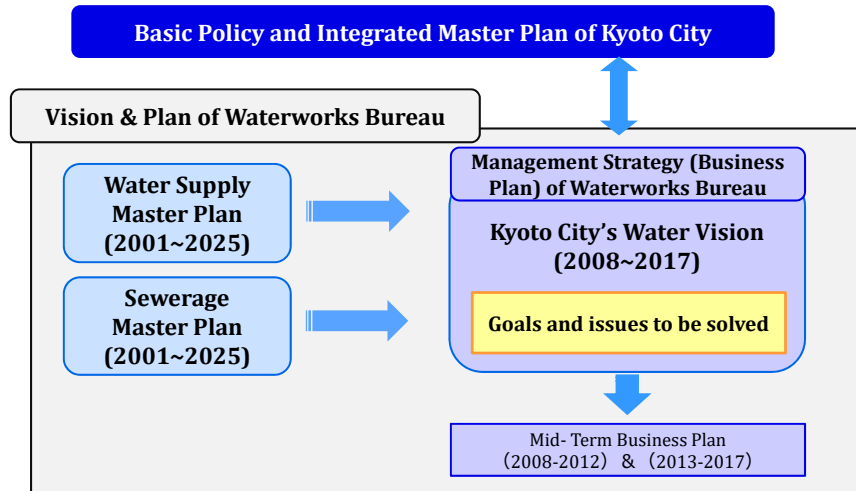 Basic Policy and Integrated Master Plan of Kyoto City
Vision & Plan of Waterworks Bureau
Water Supply
Master Plan
(2001~2025)
Sewerage
Master Plan
(2001~2025)
Management Strategy (Business
Plan) of Waterworks Bureau
Kyoto City's Water Vision
(2008~2017)
Goals and issues to be solved
Mid- Term Business Plan
（2008-2012） & （2013-2017）